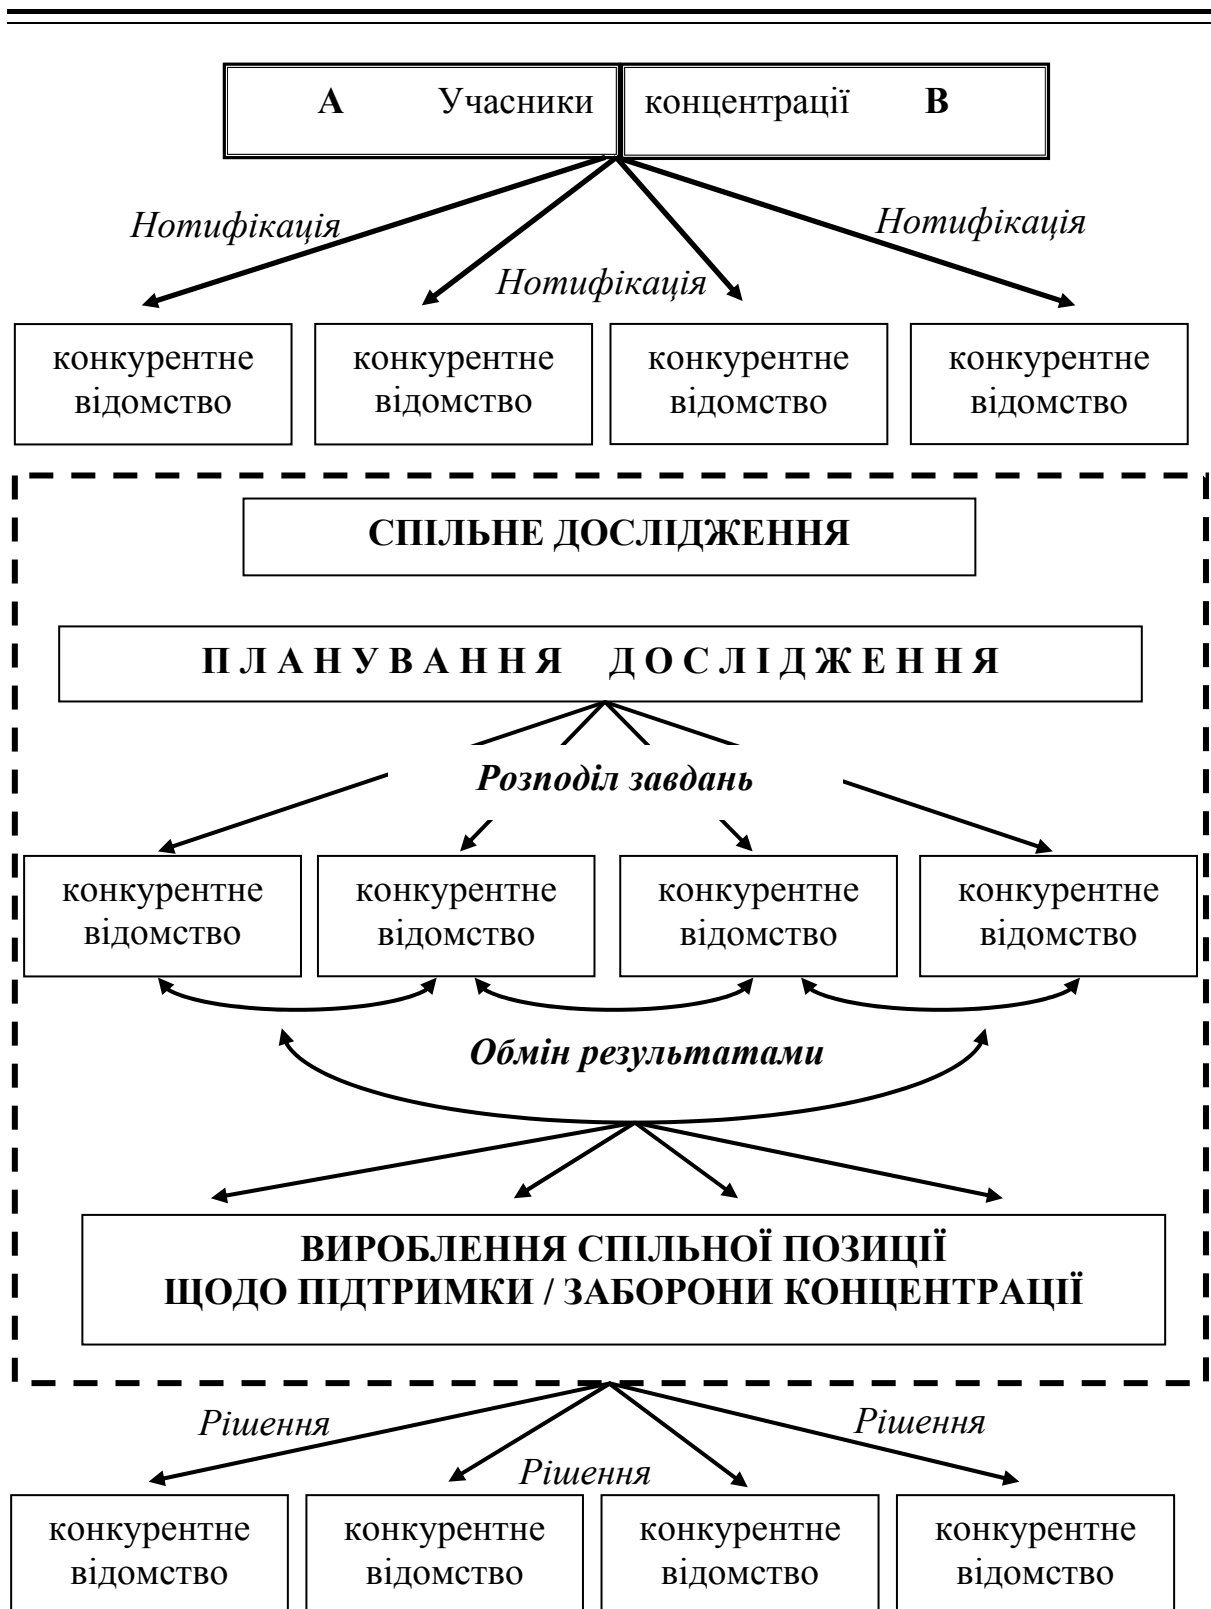 А Учасники концентрації В
Нотифікація
Нотифікація
Нотифікація
конкурентне
відомство
конкурентне
відомство
конкурентне
відомство
конкурентне
відомство
СПІЛЬНЕ ДОСЛІДЖЕННЯ
П Л А Н У В А Н Н Я Д О С Л І Д Ж Е Н Н Я
Розподіл завдань
конкурентне
відомство
конкурентне
відомство
конкурентне
відомство
конкурентне
відомство
Обмін результатами
ВИРОБЛЕННЯ СПІЛЬНОЇ ПОЗИЦІЇ
ЩОДО ПІДТРИМКИ / ЗАБОРОНИ КОНЦЕНТРАЦІЇ
Рішення
Рішення
Рішення
конкурентне
відомство
конкурентне
відомство
конкурентне
відомство
конкурентне
відомство